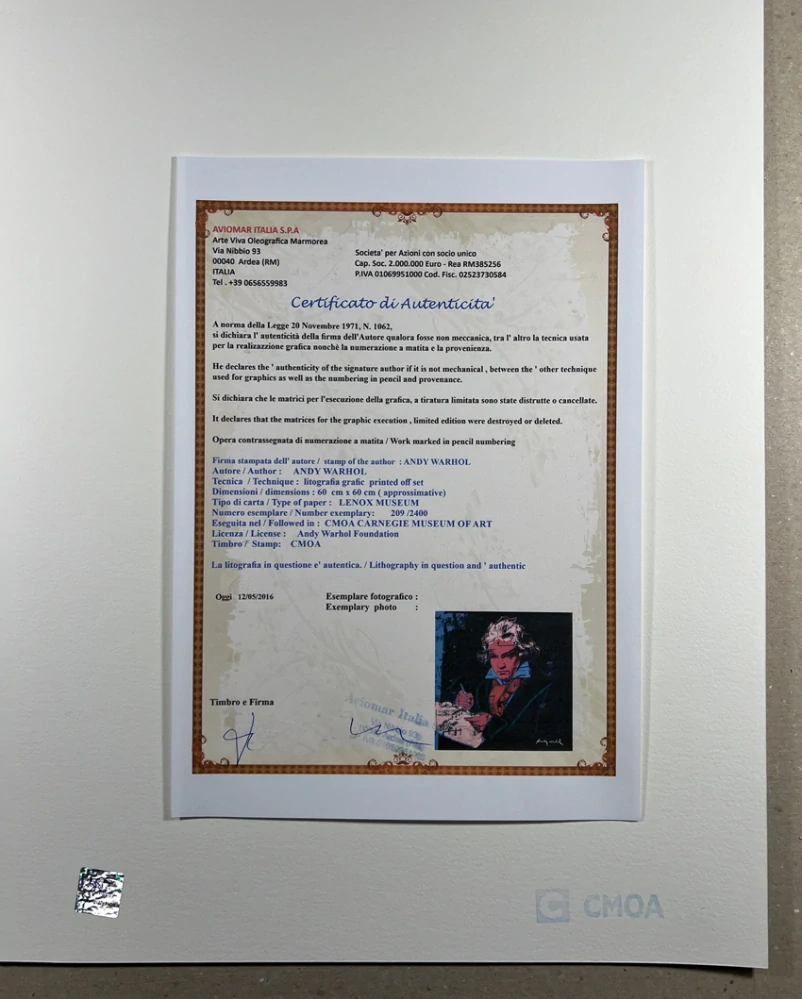 AVIOMAR ITALIA S.P.A
Arte Viva Oleografica Marmorea
Via Nibbio 93
00040 Ardea (RM)
ITALIA
Tel . +39 0656559983
Societa' per Azioni con socio unico
Cap. Soc. 2.000.000 Euro - Rea RM385256
P.IVA 01069951000 Cod. Fisc. 02523730584
Certificato di Autenticita'
A norma della Legge 20 Novembre 1971, N. 1062,
si dichiara l' autenticità della firma dell'Autore qualora fosse non meccanica, tra l' altro la tecnica usata
per la realizazzione grafica nonchè la numerazione a matita e la provenienza.
He declares the ' authenticity of the signature author if it is not mechanical , between the ' other technique
used for graphics as well as the numbering in pencil and provenance.
Si dichiara che le matrici per l'esecuzione della grafica, a tiratura limitata sono state distrutte o cancellate.
It declares that the matrices for the graphic execution , limited edition were destroyed or deleted.
Opera contrassegnata di numerazione a matita / Work marked in pencil numbering
Firma stampata dell' autore / stamp of the author : ANDY WARHOL
Autore / Author : ANDY WARHOL
Tecnica / Technique : litografia grafic printed off set
Dimensioni / dimensions : 60 cm x 60 cm ( approssimative)
Tipo di carta / Type of paper : LENOX MUSEUM
Numero esemplare / Number exemplary: 209 /2400
Eseguita nel / Followed in : CMOA CARNEGIE MUSEUM OF ART
Licenza / License : Andy Warhol Foundation
Timbro / Stamp: CMOA
La litografia in questione e' autentica. / Lithography in question and ' authentic
Oggi 12/05/2016
Esemplare fotografico :
Exemplary photo :
Timbro e Firma
Aviomar Italia
C CMOA